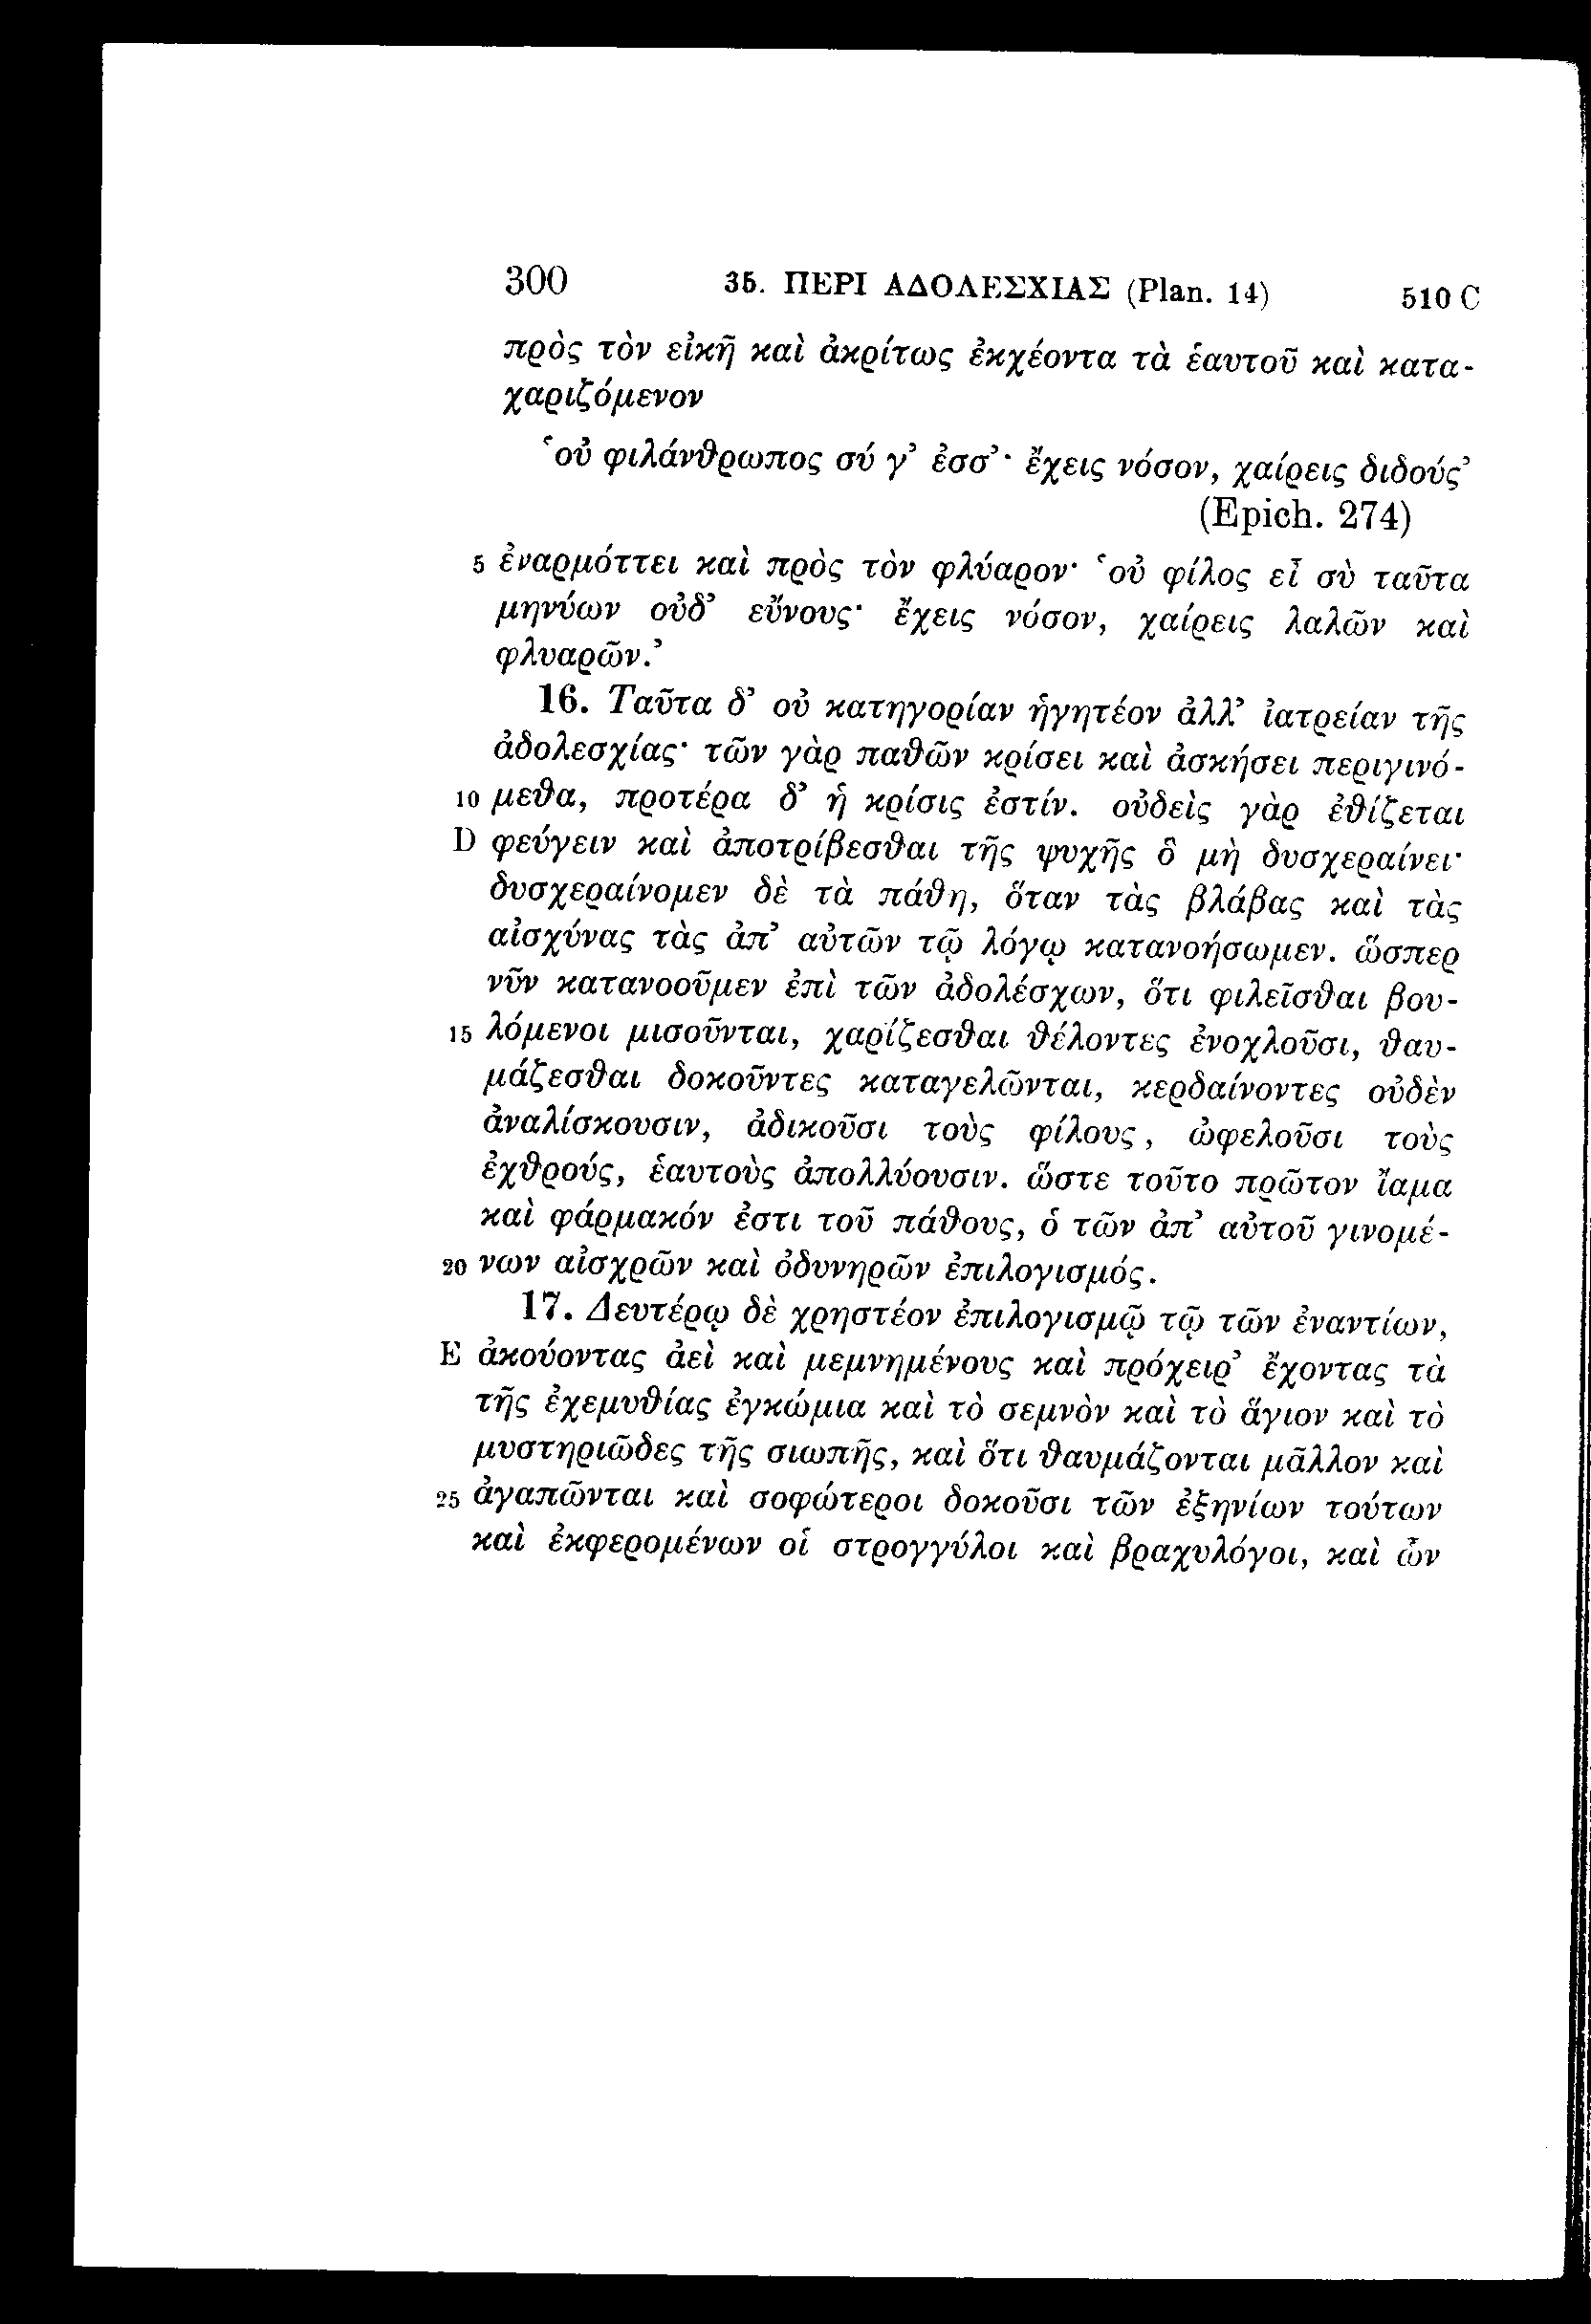 300 35. ΠΕΡΙ ΑΔΟΛΕΣΧΙΑΣ (Plan. 14) 510 C
πρὸς τὸν εἰκῆ καὶ ἀκρίτως ἐκχέοντα τὰ ἑαυτοῦ καὶ κατα-
χαριζόμενον
‘οὐ φιλάνθρωπος σύ γ’ ἐσσ’· ἔχεις νόσον, χαίρεις διδούς’
(Epich. 274)
5 ἐναρμόττει καὶ πρὸς τὸν φλύαρον· ‘οὐ φίλος εἶ σὺ ταῦτα
μηνύων οὐδ’ εὔνους· ἔχεις νόσον, χαίρεις λαλῶν καὶ
φλυαρῶν.’
16. Ταῦτα δ’ οὐ κατηγορίαν ἡγητέον ἀλλ’ ἰατρείαν τῆς
ἀδολεσχίας· τῶν γὰρ παθῶν κρίσει καὶ ἀσκήσει περιγινό-
10 μεθα, προτέρα δ’ ἡ κρίσις ἐστίν. οὐδεὶς γὰρ ἐθίζεται
D φεύγειν καὶ ἀποτρίβεσθαι τῆς ψυχῆς ὃ μὴ δυσχεραίνει·
δυσχεραίνομεν δὲ τὰ πάθη, ὅταν τὰς βλάβας καὶ τὰς
αἰσχύνας τὰς ἀπ’ αὐτῶν τῷ λόγῳ κατανοήσωμεν. ὥσπερ
νῦν κατανοοῦμεν ἐπὶ τῶν ἀδολέσχων, ὅτι φιλεῖσθαι βου-
15 λόμενοι μισοῦνται, χαρίζεσθαι θέλοντες ἐνοχλοῦσι, θαυ-
μάζεσθαι δοκοῦντες καταγελῶνται, κερδαίνοντες οὐδὲν
ἀναλίσκουσιν, ἀδικοῦσι τοὺς φίλους, ὠφελοῦσι τοὺς
ἐχθρούς, ἑαυτοὺς ἀπολλύουσιν. ὥστε τοῦτο πρῶτον ἴαμα
καὶ φάρμακόν ἐστι τοῦ πάθους, ὁ τῶν ἀπ’ αὐτοῦ γινομέ-
20 νων αἰσχρῶν καὶ ὀδυνηρῶν ἐπιλογισμός.
17. Δευτέρῳ δὲ χρηστέον ἐπιλογισμῷ τῷ τῶν ἐναντίων,
E ἀκούοντας ἀεὶ καὶ μεμνημένους καὶ πρόχειρ’ ἔχοντας τὰ
τῆς ἐχεμυθίας ἐγκώμια καὶ τὸ σεμνὸν καὶ τὸ ἅγιον καὶ τὸ
μυστηριῶδες τῆς σιωπῆς, καὶ ὅτι θαυμάζονται μᾶλλον καὶ
25 ἀγαπῶνται καὶ σοφώτεροι δοκοῦσι τῶν ἐξηνίων τούτων
καὶ ἐκφερομένων οἱ στρογγύλοι καὶ βραχυλόγοι, καὶ ὧν